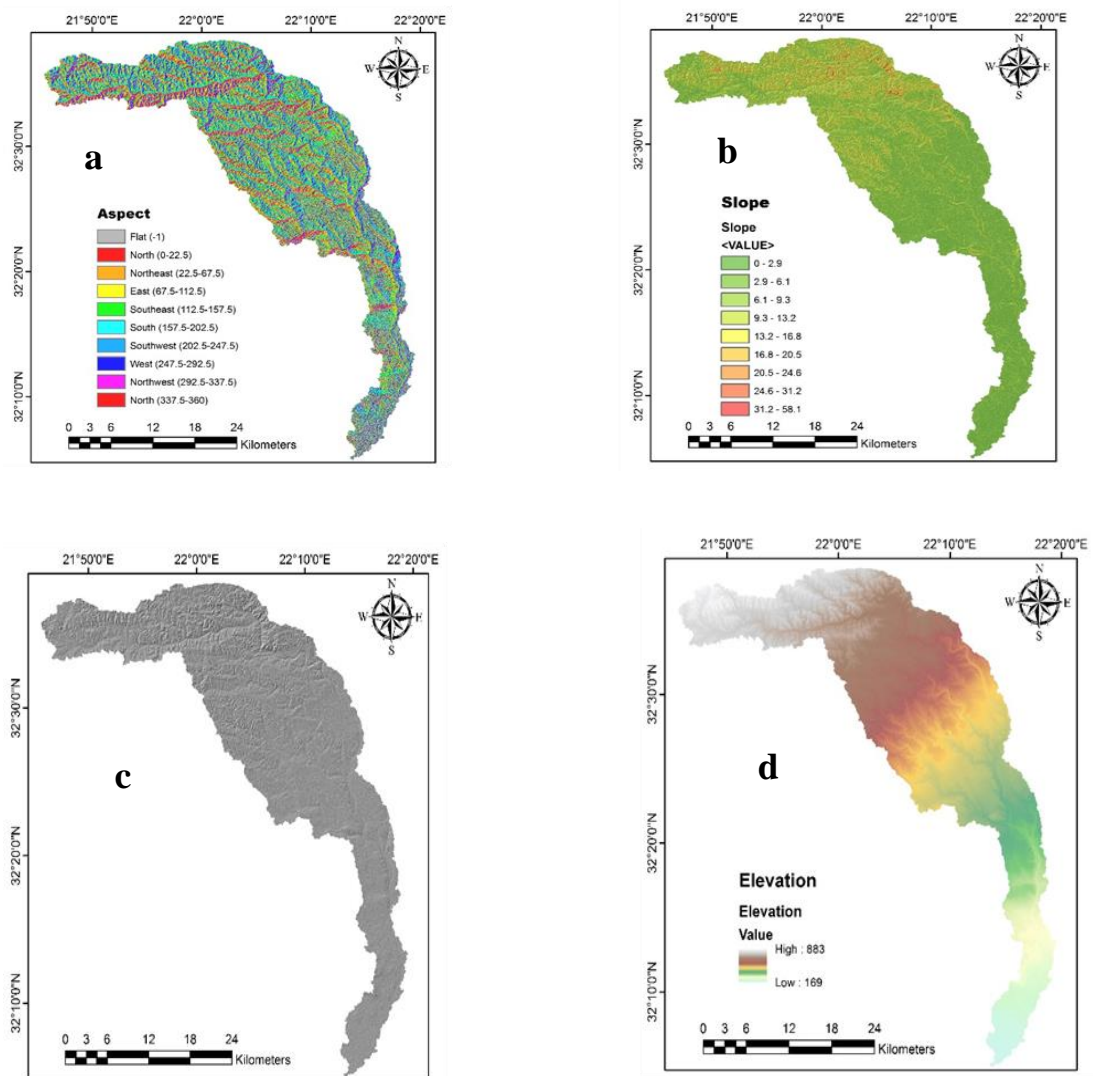 21°50'0"E 22°0'0"E 22°10'0"E 22°20'0"E
N
W E
S
32°30'0"N
32°20'0"N
32°10'0"N
a
Aspect
Flat (-1)
North (0-22.5)
Northeast (22.5-67.5)
East (67.5-112.5)
Southeast (112.5-157.5)
South (157.5-202.5)
Southwest (202.5-247.5)
West (247.5-292.5)
Northwest (292.5-337.5)
North (337.5-360)
0 3 6 12 18 24
Kilometers
21°50'0"E 22°0'0"E 22°10'0"E 22°20'0"E
N
W E
S
32°30'0"N
32°20'0"N
32°10'0"N
b
Slope
Slope
<VALUE>
0 - 2.9
2.9 - 6.1
6.1 - 9.3
9.3 - 13.2
13.2 - 16.8
16.8 - 20.5
20.5 - 24.6
24.6 - 31.2
31.2 - 58.1
0 3 6 12 18 24
Kilometers
21°50'0"E 22°0'0"E 22°10'0"E 22°20'0"E
N
W E
S
32°30'0"N
32°20'0"N
32°10'0"N
c
0 3 6 12 18 24
Kilometers
21°50'0"E 22°0'0"E 22°10'0"E 22°20'0"E
N
W E
S
32°30'0"N
32°20'0"N
32°10'0"N
d
Elevation
Elevation
Value
High : 883
Low : 169
0 3 6 12 18 24
Kilometers